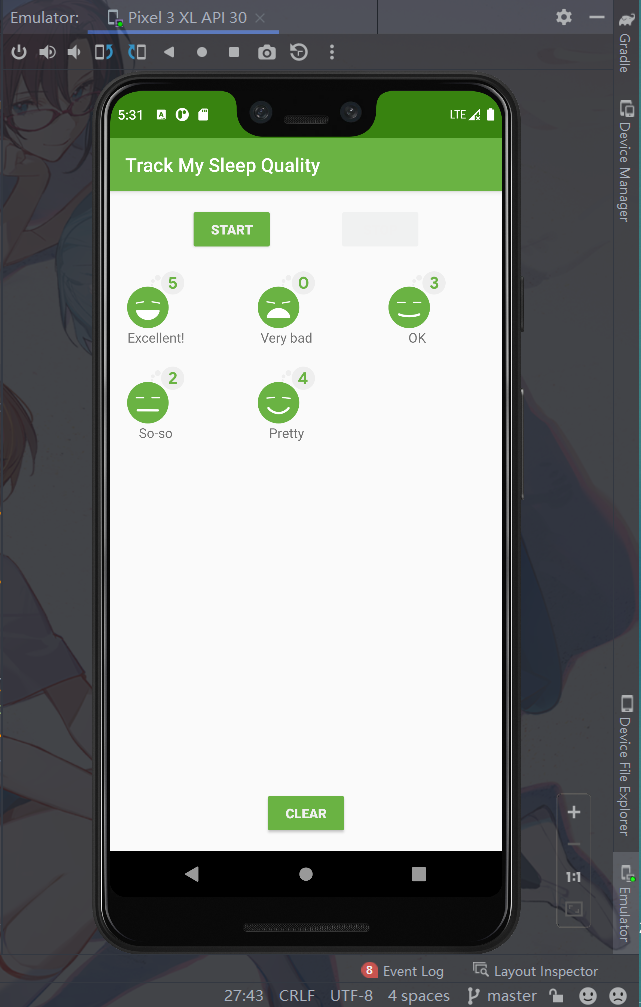 Emulator: Pixel 3 XL API 30
Gradle
Device Manager
5:31 LTE
Track My Sleep Quality
START
5 0 3
Excellent! Very bad OK
2 4
So-so Pretty
CLEAR
Device File Explorer
1:1
Emulator
8 Event Log Layout Inspector
27:43 CRLF UTF-8 4 spaces master